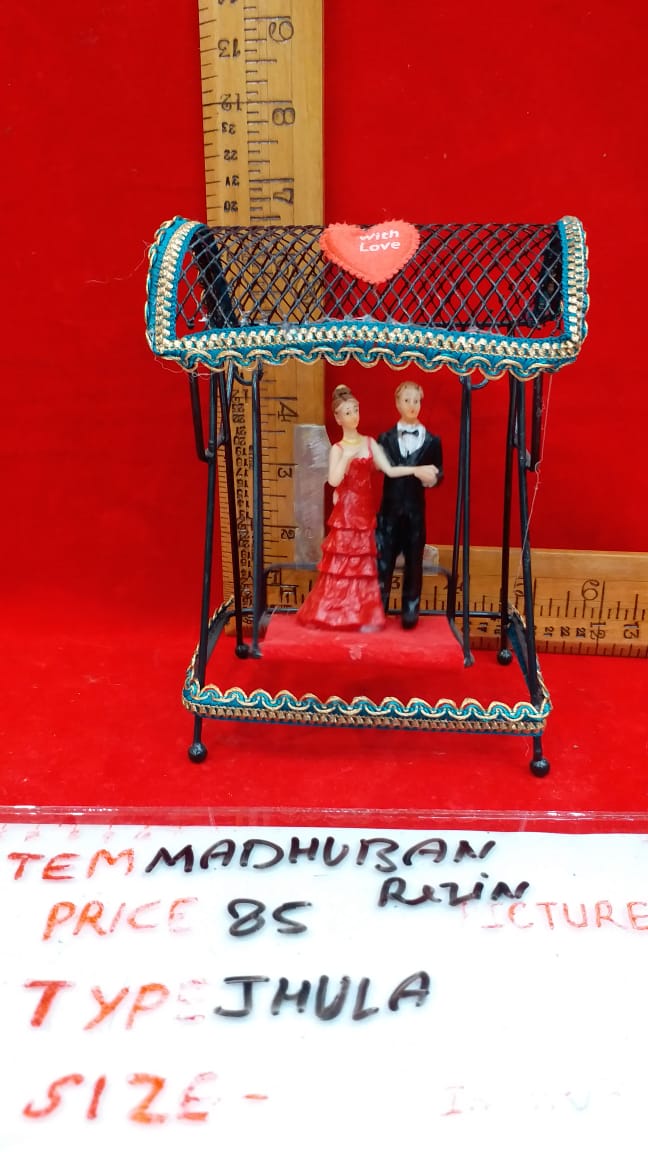 With
Love
TEM MADHUBAN
Rezin
PRICE 85
ICTURE
TYPE JHULA
SIZE -